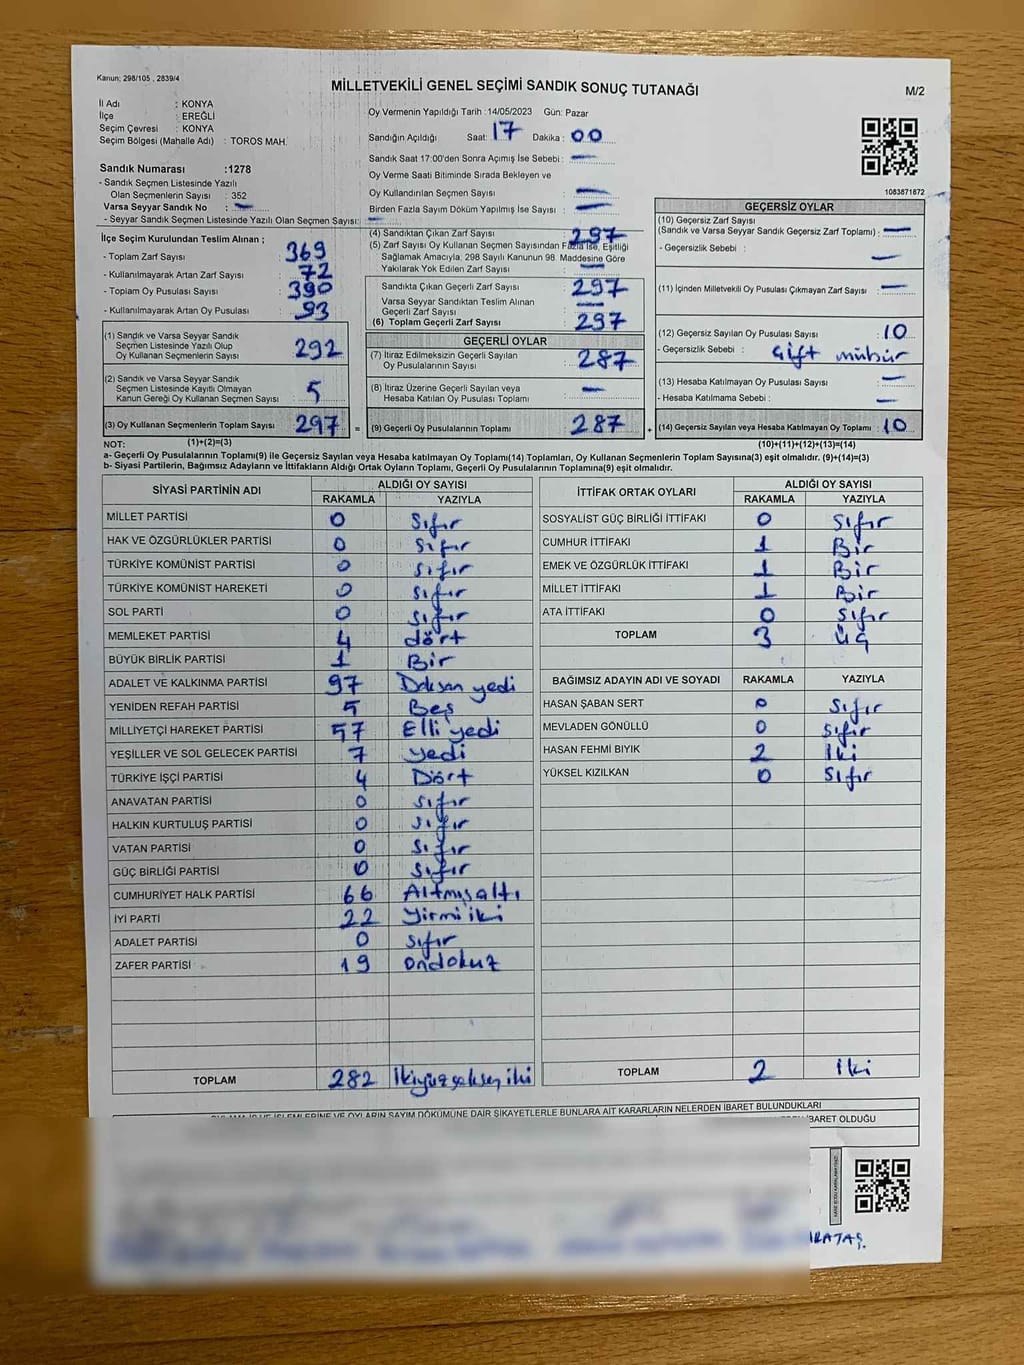 Kanun; 298/105 , 2839/4
MİLLETVEKİLİ GENEL SEÇİMİ SANDIK SONUÇ TUTANAĞI
M/2
İl Adı : KONYA
İlçe : EREĞLİ
Seçim Çevresi : KONYA
Seçim Bölgesi (Mahalle Adı) : TOROS MAH.
Sandık Numarası :1278
- Sandık Seçmen Listesinde Yazılı
Olan Seçmenlerin Sayısı : 352
Varsa Seyyar Sandık No : —
- Seyyar Sandık Seçmen Listesinde Yazılı Olan Seçmen Sayısı: —
Oy Vermenin Yapıldığı Tarih :14/05/2023 Gün: Pazar
Sandığın Açıldığı Saat: 17 Dakika : 00
Sandık Saat 17:00'den Sonra Açımış İse Sebebi : —
Oy Verme Saati Bitiminde Sırada Bekleyen ve
Oy Kullandırılan Seçmen Sayısı : —
Birden Fazla Sayım Döküm Yapılmış İse Sayısı : —
1083871872
İlçe Seçim Kurulundan Teslim Alınan ;
- Toplam Zarf Sayısı : 369
- Kullanılmayarak Artan Zarf Sayısı : 72
- Toplam Oy Pusulası Sayısı : 390
- Kullanılmayarak Artan Oy Pusulası : 93
(4) Sandıktan Çıkan Zarf Sayısı : 297
(5) Zarf Sayısı Oy Kullanan Seçmen Sayısından Fazla İse, Eşitliği
Sağlamak Amacıyla, 298 Sayılı Kanunun 98. Maddesine Göre
Yakılarak Yok Edilen Zarf Sayısı : —
Sandıkta Çıkan Geçerli Zarf Sayısı : 297
Varsa Seyyar Sandıktan Teslim Alınan
Geçerli Zarf Sayısı : —
(6) Toplam Geçerli Zarf Sayısı : 297
GEÇERSİZ OYLAR
(10) Geçersiz Zarf Sayısı
(Sandık ve Varsa Seyyar Sandık Geçersiz Zarf Toplamı) : —
- Geçersizlik Sebebi : —
(11) İçinden Milletvekili Oy Pusulası Çıkmayan Zarf Sayısı : —
(12) Geçersiz Sayılan Oy Pusulası Sayısı : 10
- Geçersizlik Sebebi : Çift mühür
(13) Hesaba Katılmayan Oy Pusulası Sayısı : —
- Hesaba Katılmama Sebebi : —
(14) Geçersiz Sayılan veya Hesaba Katılmayan Oy Toplamı : 10
(1) Sandık ve Varsa Seyyar Sandık
Seçmen Listesinde Yazılı Olup
Oy Kullanan Seçmenlerin Sayısı : 292
(2) Sandık ve Varsa Seyyar Sandık
Seçmen Listesinde Kayıtlı Olmayan
Kanun Gereği Oy Kullanan Seçmen Sayısı : 5
(3) Oy Kullanan Seçmenlerin Toplam Sayısı : 297 =
GEÇERLİ OYLAR
(7) İtiraz Edilmeksizin Geçerli Sayılan
Oy Pusulalarının Sayısı : 287
(8) İtiraz Üzerine Geçerli Sayılan veya
Hesaba Katılan Oy Pusulası Toplamı : —
(9) Geçerli Oy Pusulalarının Toplamı : 287 +
NOT: (1)+(2)=(3) (10)+(11)+(12)+(13)=(14)
a- Geçerli Oy Pusulalarının Toplamı(9) ile Geçersiz Sayılan veya Hesaba katılmayan Oy Toplamı(14) Toplamları, Oy Kullanan Seçmenlerin Toplam Sayısına(3) eşit olmalıdır. (9)+(14)=(3)
b- Siyasi Partilerin, Bağımsız Adayların ve İttifakların Aldığı Ortak Oyların Toplamı, Geçerli Oy Pusulalarının Toplamına(9) eşit olmalıdır.
SİYASİ PARTİNİN ADI ALDIĞI OY SAYISI
RAKAMLA YAZIYLA
MİLLET PARTİSİ 0 Sıfır
HAK VE ÖZGÜRLÜKLER PARTİSİ 0 Sıfır
TÜRKİYE KOMÜNİST PARTİSİ 0 Sıfır
TÜRKİYE KOMÜNİST HAREKETİ 0 Sıfır
SOL PARTİ 0 Sıfır
MEMLEKET PARTİSİ 4 dört
BÜYÜK BİRLİK PARTİSİ 1 Bir
ADALET VE KALKINMA PARTİSİ 97 Doksan yedi
YENİDEN REFAH PARTİSİ 5 Beş
MİLLİYETÇİ HAREKET PARTİSİ 57 Elli yedi
YEŞİLLER VE SOL GELECEK PARTİSİ 7 yedi
TÜRKİYE İŞÇİ PARTİSİ 4 Dört
ANAVATAN PARTİSİ 0 Sıfır
HALKIN KURTULUŞ PARTİSİ 0 Sıfır
VATAN PARTİSİ 0 Sıfır
GÜÇ BİRLİĞİ PARTİSİ 0 Sıfır
CUMHURİYET HALK PARTİSİ 66 Altmışaltı
İYİ PARTİ 22 Yirmi iki
ADALET PARTİSİ 0 Sıfır
ZAFER PARTİSİ 19 ondokuz
TOPLAM 282 İkiyüzseksen iki
İTTİFAK ORTAK OYLARI ALDIĞI OY SAYISI
RAKAMLA YAZIYLA
SOSYALİST GÜÇ BİRLİĞİ İTTİFAKI 0 Sıfır
CUMHUR İTTİFAKI 1 Bir
EMEK VE ÖZGÜRLÜK İTTİFAKI 1 Bir
MİLLET İTTİFAKI 1 Bir
ATA İTTİFAKI 0 Sıfır
TOPLAM 3 üç
BAĞIMSIZ ADAYIN ADI VE SOYADI RAKAMLA YAZIYLA
HASAN ŞABAN SERT 0 Sıfır
MEVLADEN GÖNÜLLÜ 0 Sıfır
HASAN FEHMİ BIYIK 2 İki
YÜKSEL KIZILKAN 0 Sıfır
TOPLAM 2 İki
İŞLEMLERİNE VE OYLARIN SAYIM DÖKÜMÜNE DAİR ŞİKAYETLERLE BUNLARA AİT KARARLARIN NELERDEN İBARET BULUNDUKLARI
İBARET OLDUĞU